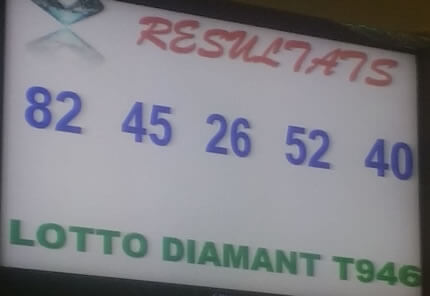 RESULTATS
82 45 26 52 40
LOTTO DIAMANT T946